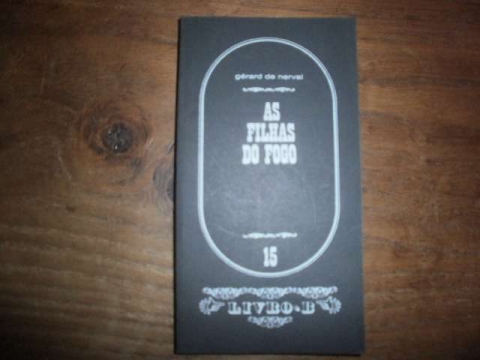 gérard de nerval
AS
FILHAS
DO FOGO
15
LIVRO-B